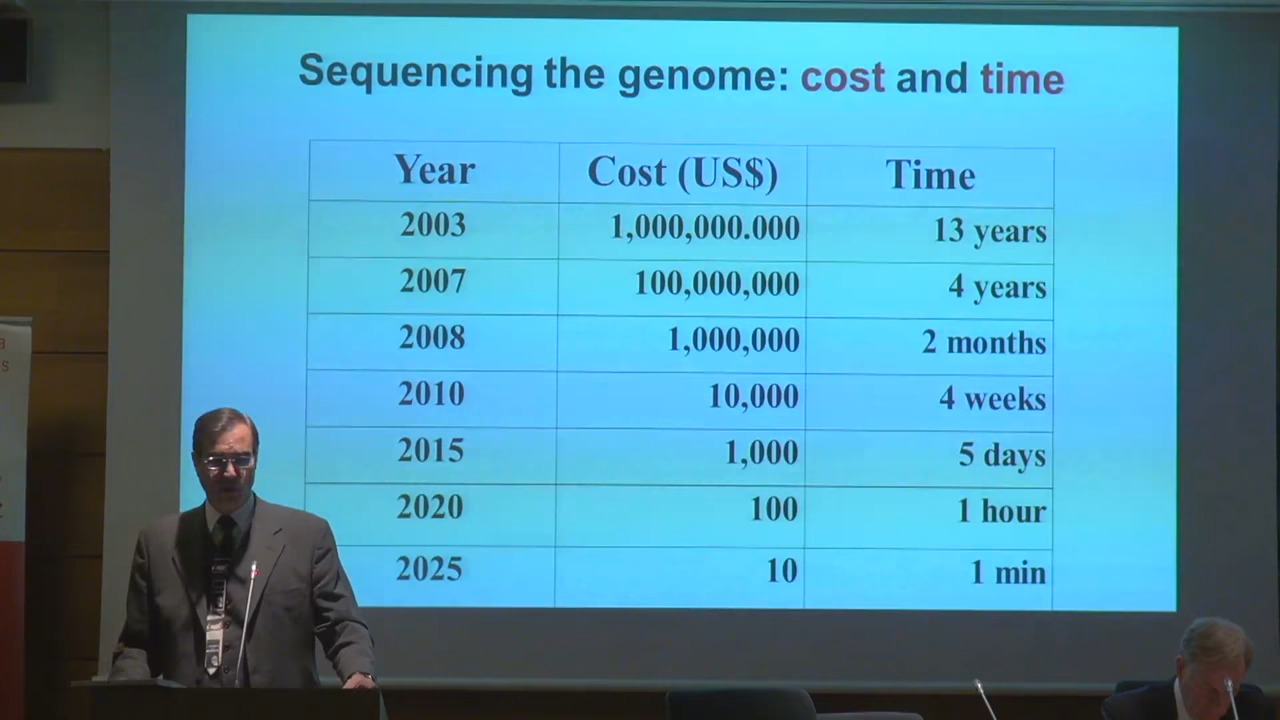 Sequencing the genome: cost and time
Year Cost (US$) Time
2003 1,000,000.000 13 years
2007 100,000,000 4 years
2008 1,000,000 2 months
2010 10,000 4 weeks
2015 1,000 5 days
2020 100 1 hour
2025 10 1 min